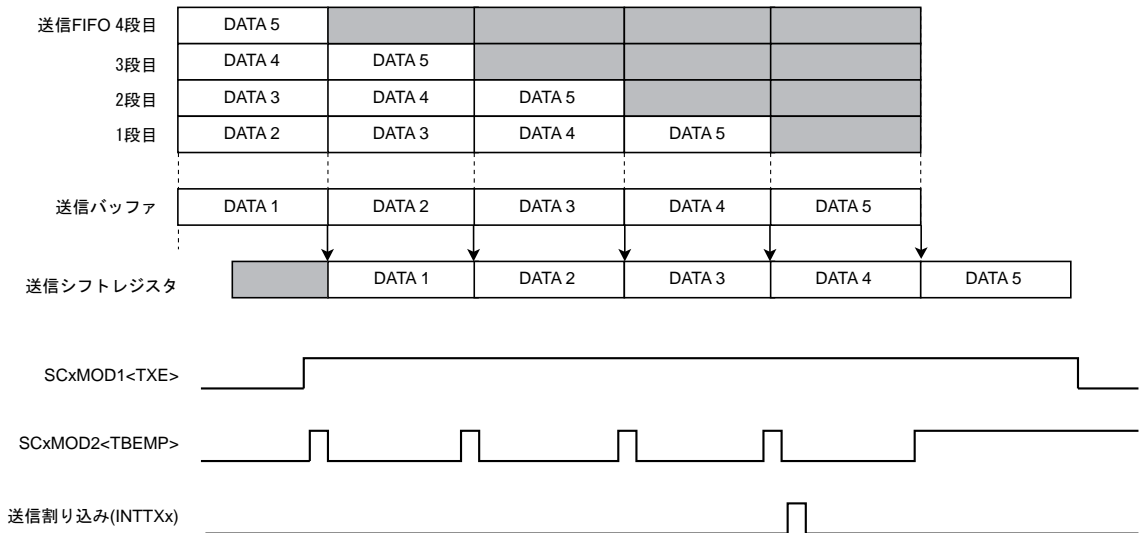 送信FIFO 4段目 DATA 5
3段目 DATA 4 DATA 5
2段目 DATA 3 DATA 4 DATA 5
1段目 DATA 2 DATA 3 DATA 4 DATA 5
送信バッファ DATA 1 DATA 2 DATA 3 DATA 4 DATA 5
送信シフトレジスタ DATA 1 DATA 2 DATA 3 DATA 4 DATA 5
SCxMOD1<TXE>
SCxMOD2<TBEMP>
送信割り込み(INTTXx)